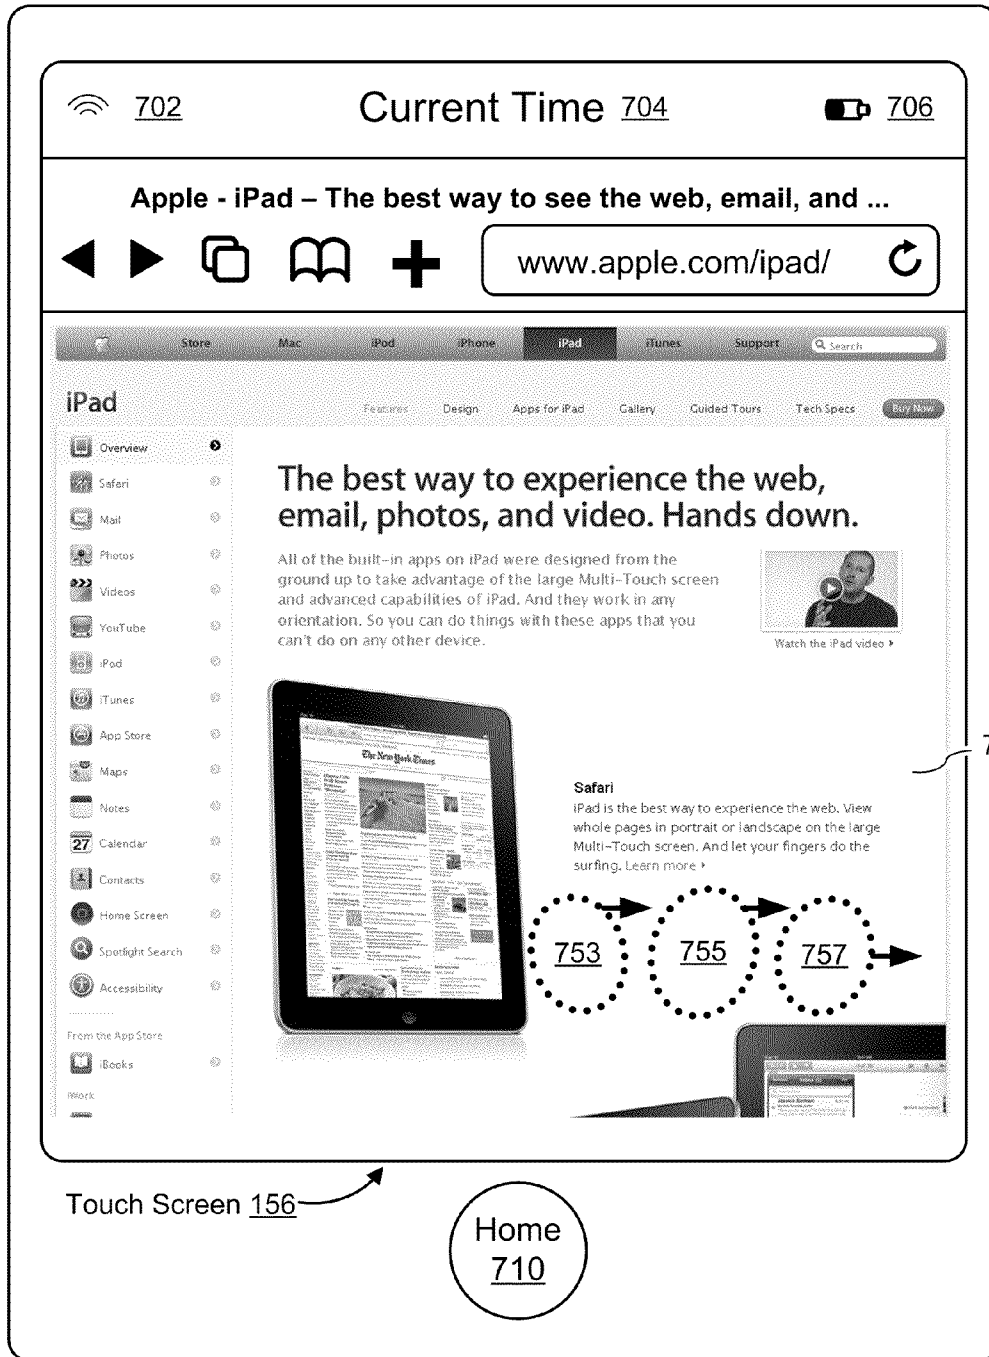 702 Current Time 704 706
Apple - iPad – The best way to see the web, email, and ...
www.apple.com/ipad/
Store Mac iPod iPhone iPad iTunes Support Search
iPad
Features Design Apps for iPad Gallery Guided Tours Tech Specs Buy Now
Overview
Safari
Mail
Photos
Videos
YouTube
iPod
iTunes
App Store
Maps
Notes
27 Calendar
Contacts
Home Screen
Spotlight Search
Accessibility
From the App Store
iBooks
iWork
The best way to experience the web,
email, photos, and video. Hands down.
All of the built-in apps on iPad were designed from the
ground up to take advantage of the large Multi-Touch screen
and advanced capabilities of iPad. And they work in any
orientation. So you can do things with these apps that you
can't do on any other device.
Watch the iPad video
The New York Times
Safari
iPad is the best way to experience the web. View
whole pages in portrait or landscape on the large
Multi-Touch screen. And let your fingers do the
surfing. Learn more
7
753 755 757
Touch Screen 156
Home
710